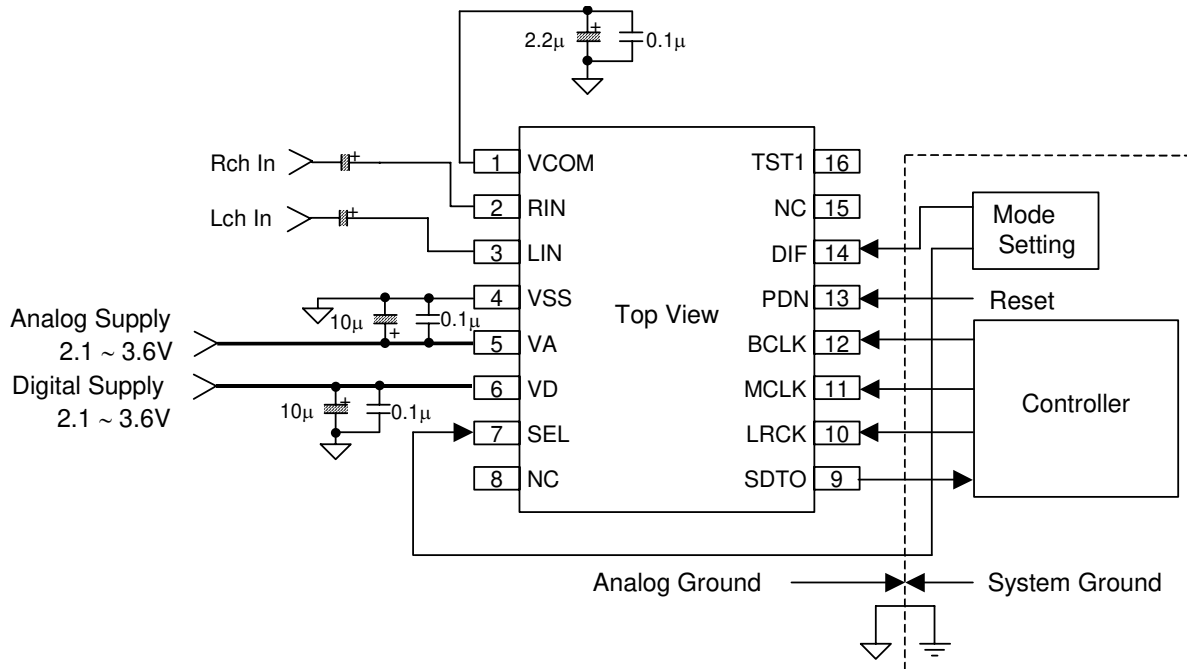 2.2μ
+
0.1μ
Rch In
+
Lch In
+
1 VCOM
2 RIN
3 LIN
4 VSS
5 VA
6 VD
7 SEL
8 NC
Top View
TST1 16
NC 15
DIF 14
PDN 13
BCLK 12
MCLK 11
LRCK 10
SDTO 9
10μ
+
0.1μ
Analog Supply
2.1 ~ 3.6V
Digital Supply
2.1 ~ 3.6V
10μ
+
0.1μ
Mode
Setting
Reset
Controller
Analog Ground
System Ground